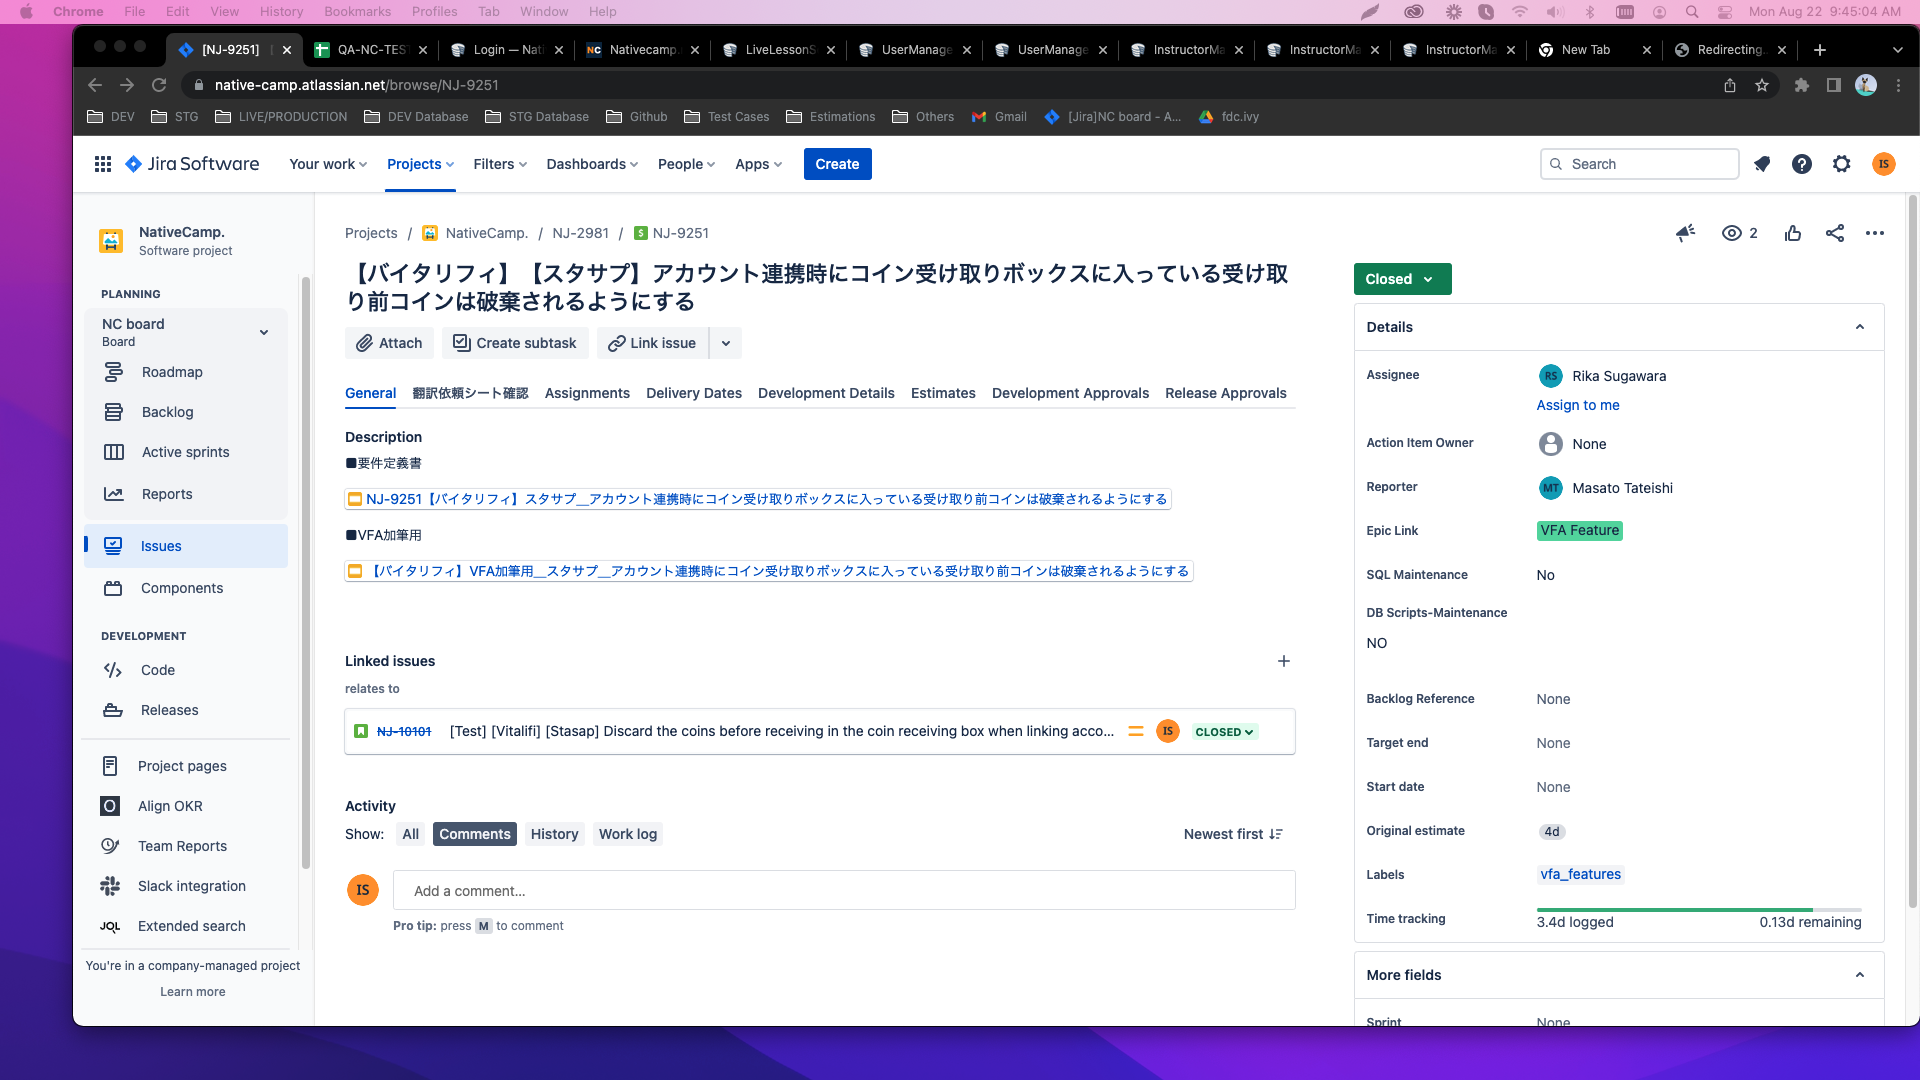 Chrome File Edit View History Bookmarks Profiles Tab Window Help Mon Aug 22 9:45:04 AM
[NJ-9251] QA-NC-TES Login — Nati Nativecamp. LiveLessonS UserManage UserManage InstructorMa InstructorMa InstructorMa New Tab Redirecting..
native-camp.atlassian.net/browse/NJ-9251
DEV STG LIVE/PRODUCTION DEV Database STG Database Github Test Cases Estimations Others Gmail [Jira]NC board - A... fdc.ivy
Jira Software Your work Projects Filters Dashboards People Apps Create Search IS
NativeCamp.
Software project
PLANNING
NC board
Board
Roadmap
Backlog
Active sprints
Reports
Issues
Components
DEVELOPMENT
Code
Releases
Project pages
Align OKR
Team Reports
Slack integration
JQL Extended search
You're in a company-managed project
Learn more
Projects / NativeCamp. / NJ-2981 / NJ-9251
2
【バイタリフィ】【スタサプ】アカウント連携時にコイン受け取りボックスに入っている受け取
り前コインは破棄されるようにする
Attach Create subtask Link issue
General 翻訳依頼シート確認 Assignments Delivery Dates Development Details Estimates Development Approvals Release Approvals
Description
■要件定義書
NJ-9251【バイタリフィ】スタサプ__アカウント連携時にコイン受け取りボックスに入っている受け取り前コインは破棄されるようにする
■VFA加筆用
【バイタリフィ】VFA加筆用__スタサプ__アカウント連携時にコイン受け取りボックスに入っている受け取り前コインは破棄されるようにする
Linked issues
relates to
NJ-10101 [Test] [Vitalifi] [Stasap] Discard the coins before receiving in the coin receiving box when linking acco... IS CLOSED
Activity
Show: All Comments History Work log Newest first
IS Add a comment...
Pro tip: press M to comment
Closed
Details
Assignee RS Rika Sugawara
Assign to me
Action Item Owner None
Reporter MT Masato Tateishi
Epic Link VFA Feature
SQL Maintenance No
DB Scripts-Maintenance
NO
Backlog Reference None
Target end None
Start date None
Original estimate 4d
Labels vfa_features
Time tracking 3.4d logged 0.13d remaining
More fields
Sprint None